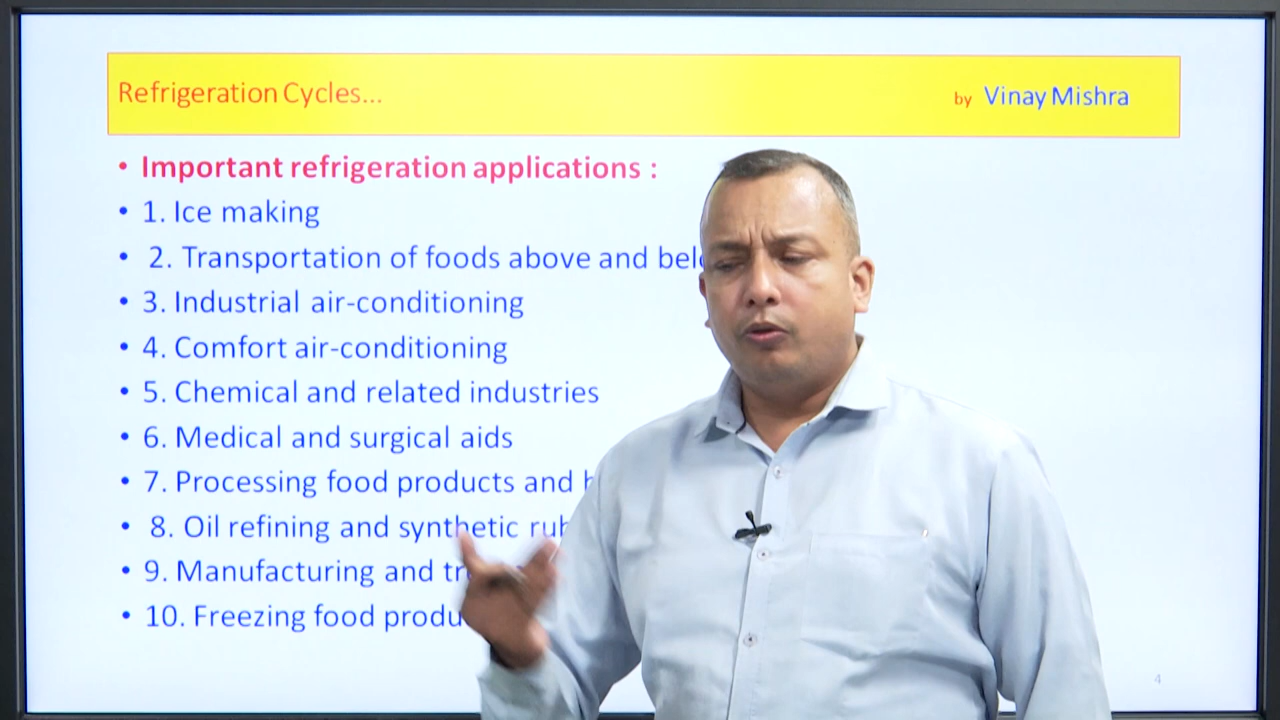 Refrigeration Cycles...
by Vinay Mishra
• Important refrigeration applications :
• 1. Ice making
• 2. Transportation of foods above and
• 3. Industrial air-conditioning
• 4. Comfort air-conditioning
• 5. Chemical and related industries
• 6. Medical and surgical aids
• 7. Processing food products and
• 8. Oil refining and synthetic
• 9. Manufacturing and
• 10. Freezing food
4